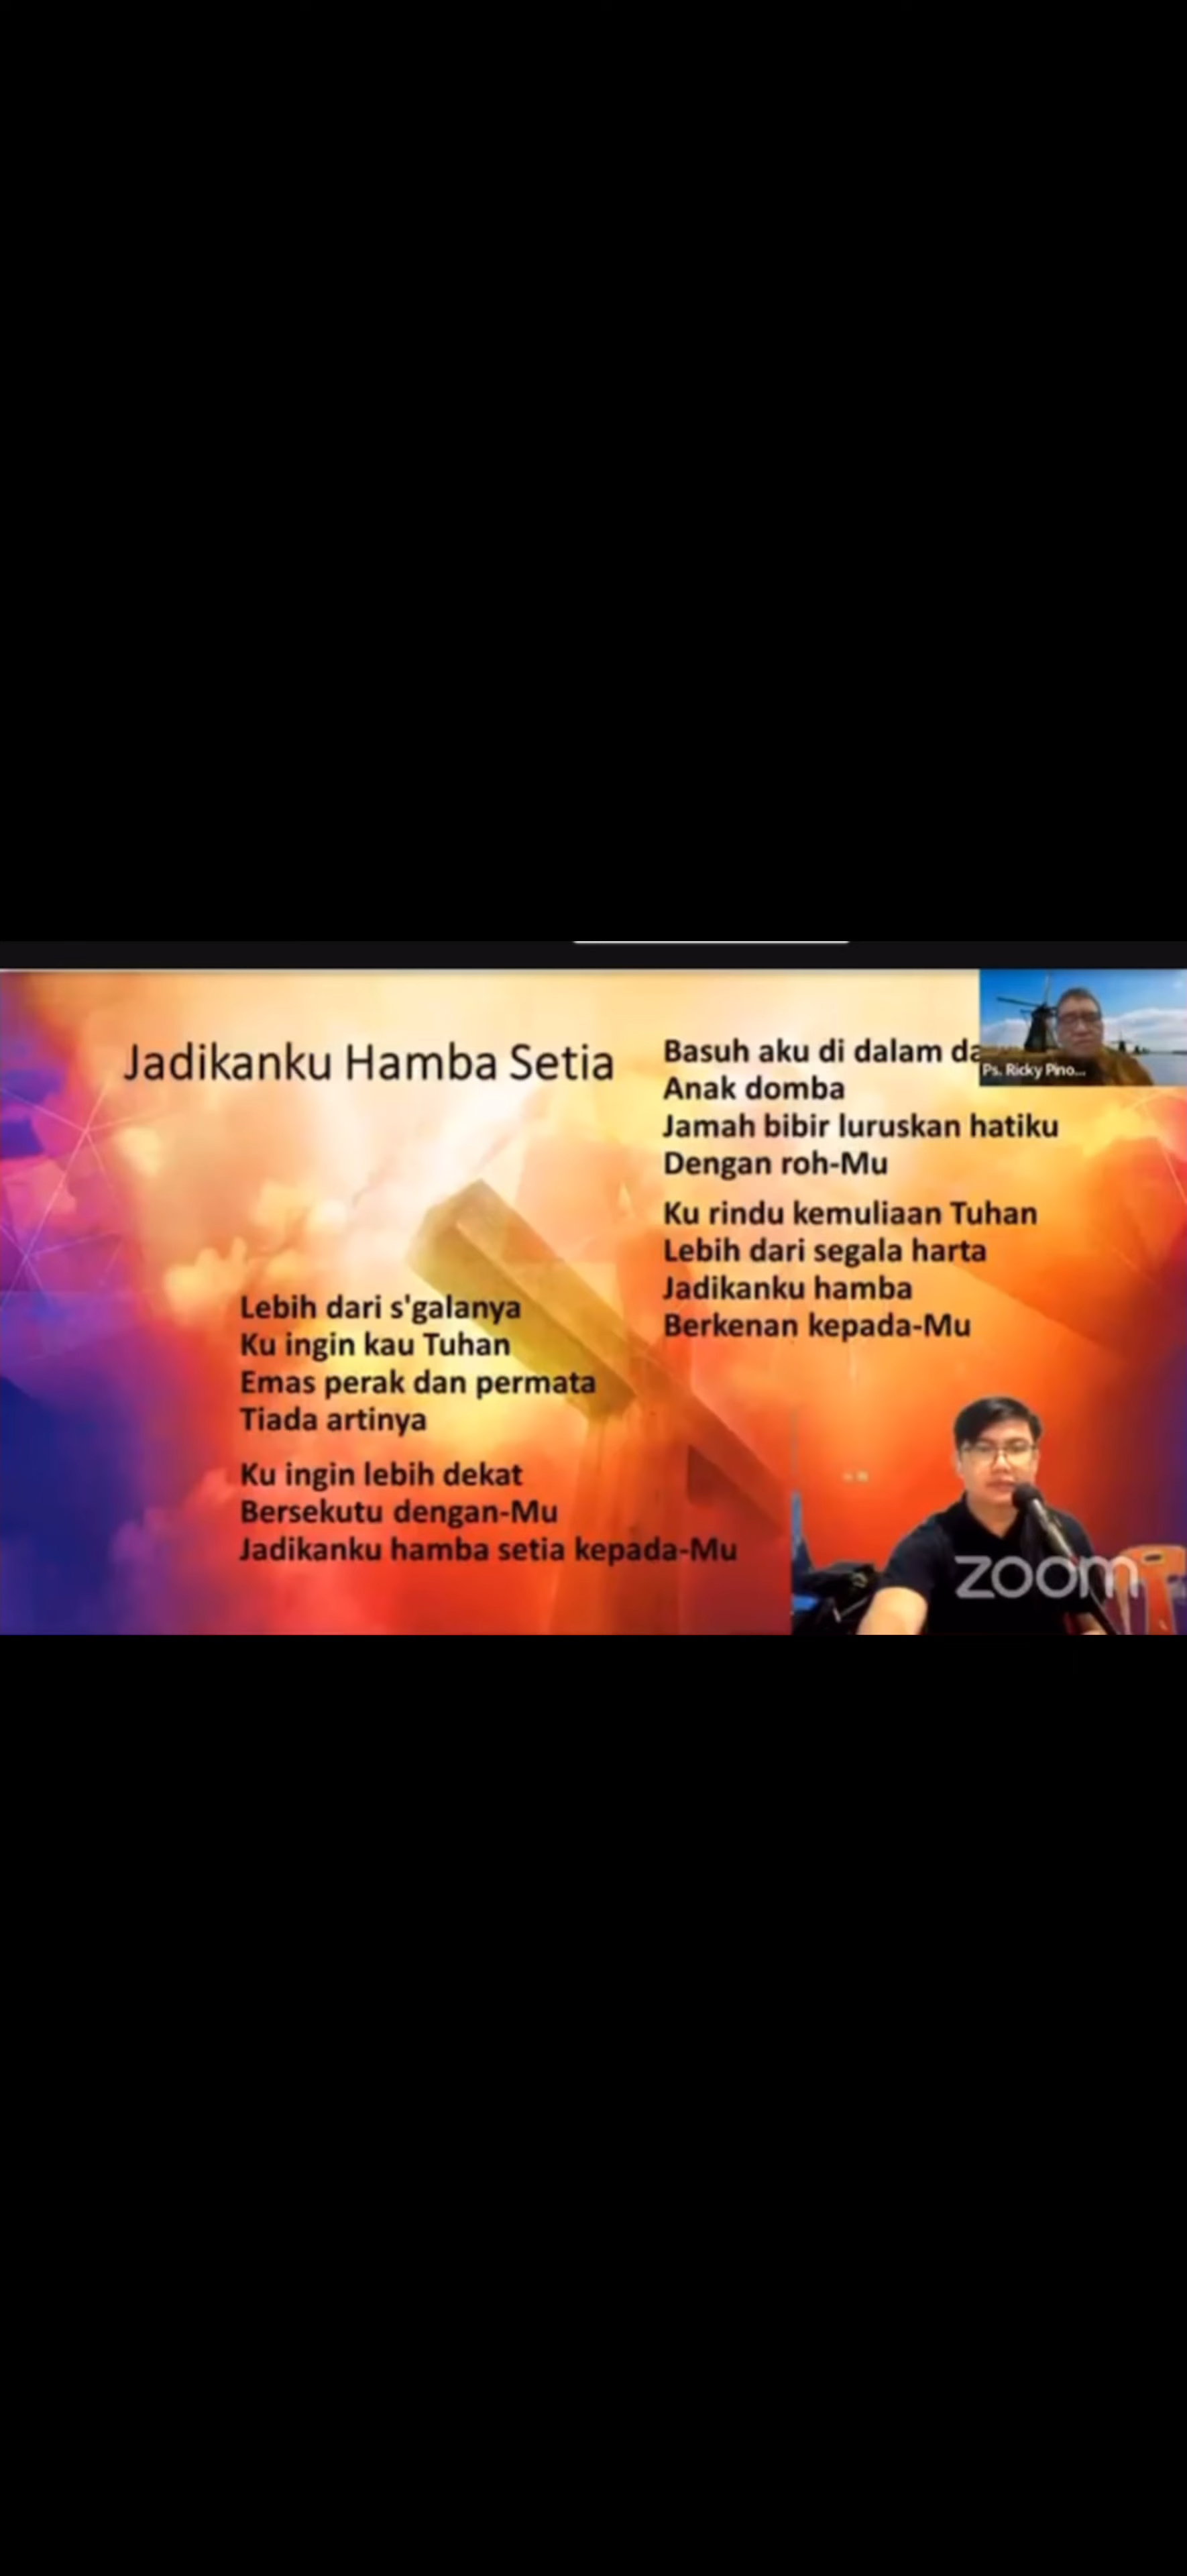 Jadikanku Hamba Setia
Lebih dari s'galanya
Ku ingin kau Tuhan
Emas perak dan permata
Tiada artinya
Ku ingin lebih dekat
Bersekutu dengan-Mu
Jadikanku hamba setia kepada-Mu
Basuh aku di dalam
Anak domba
Jamah bibir luruskan hatiku
Dengan roh-Mu
Ku rindu kemuliaan Tuhan
Lebih dari segala harta
Jadikanku hamba
Berkenan kepada-Mu
Ps. Ricky Pino...
zoom